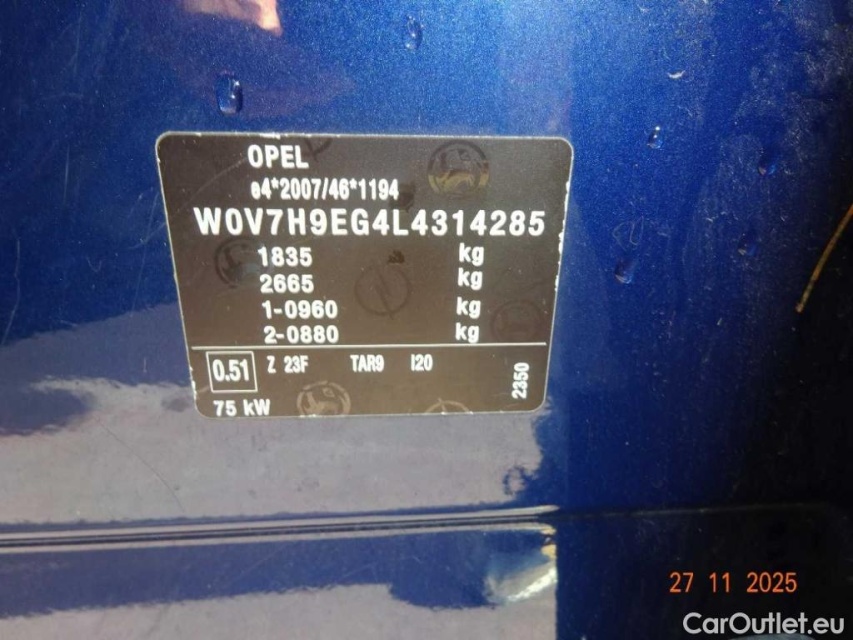 OPEL
e4*2007/46*1194
W0V7H9EG4L4314285
1835 kg
2665 kg
1-0960 kg
2-0880 kg
0.51 Z 23F TAR9 I20 2350
75 kW
27 11 2025
CarOutlet.eu